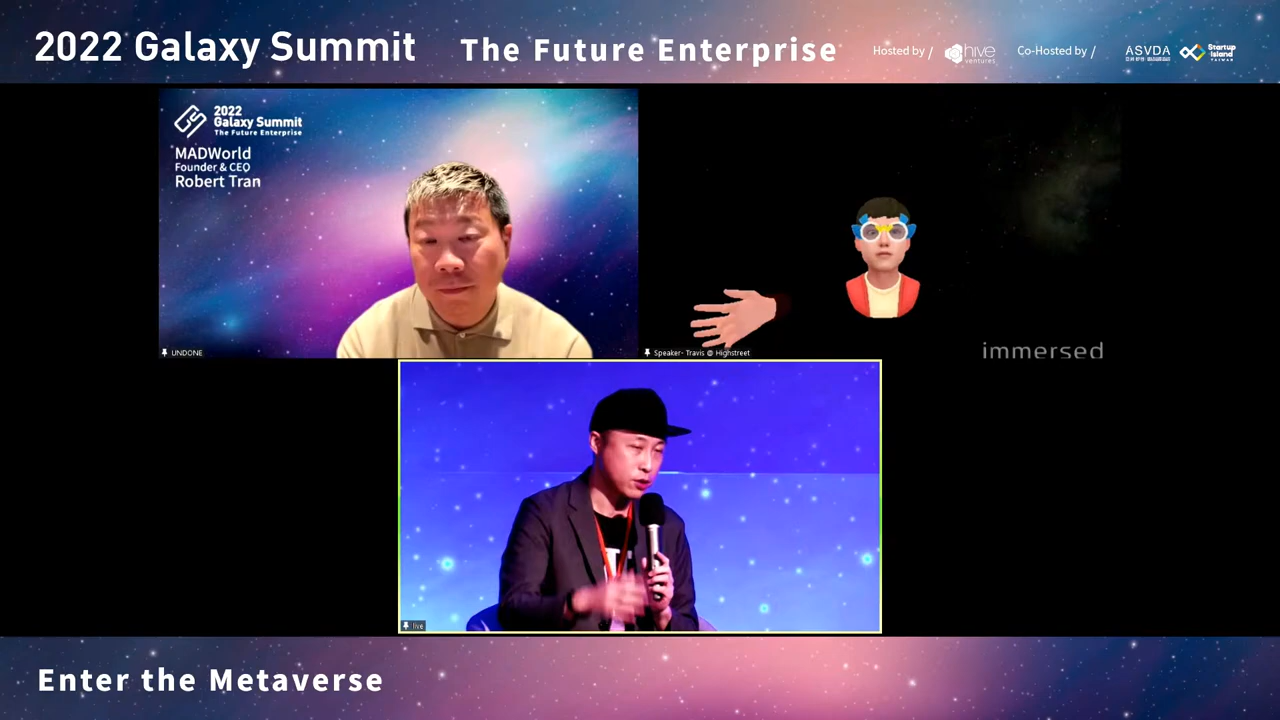 2022 Galaxy Summit The Future Enterprise
Hosted by / hive ventures Co-Hosted by / ASVDA Startup Island TAIWAN
2022
Galaxy Summit
The Future Enterprise
MADWorld
Founder & CEO
Robert Tran
UNDONE
Speaker- Travis @ Highstreet
immersed
live
Enter the Metaverse